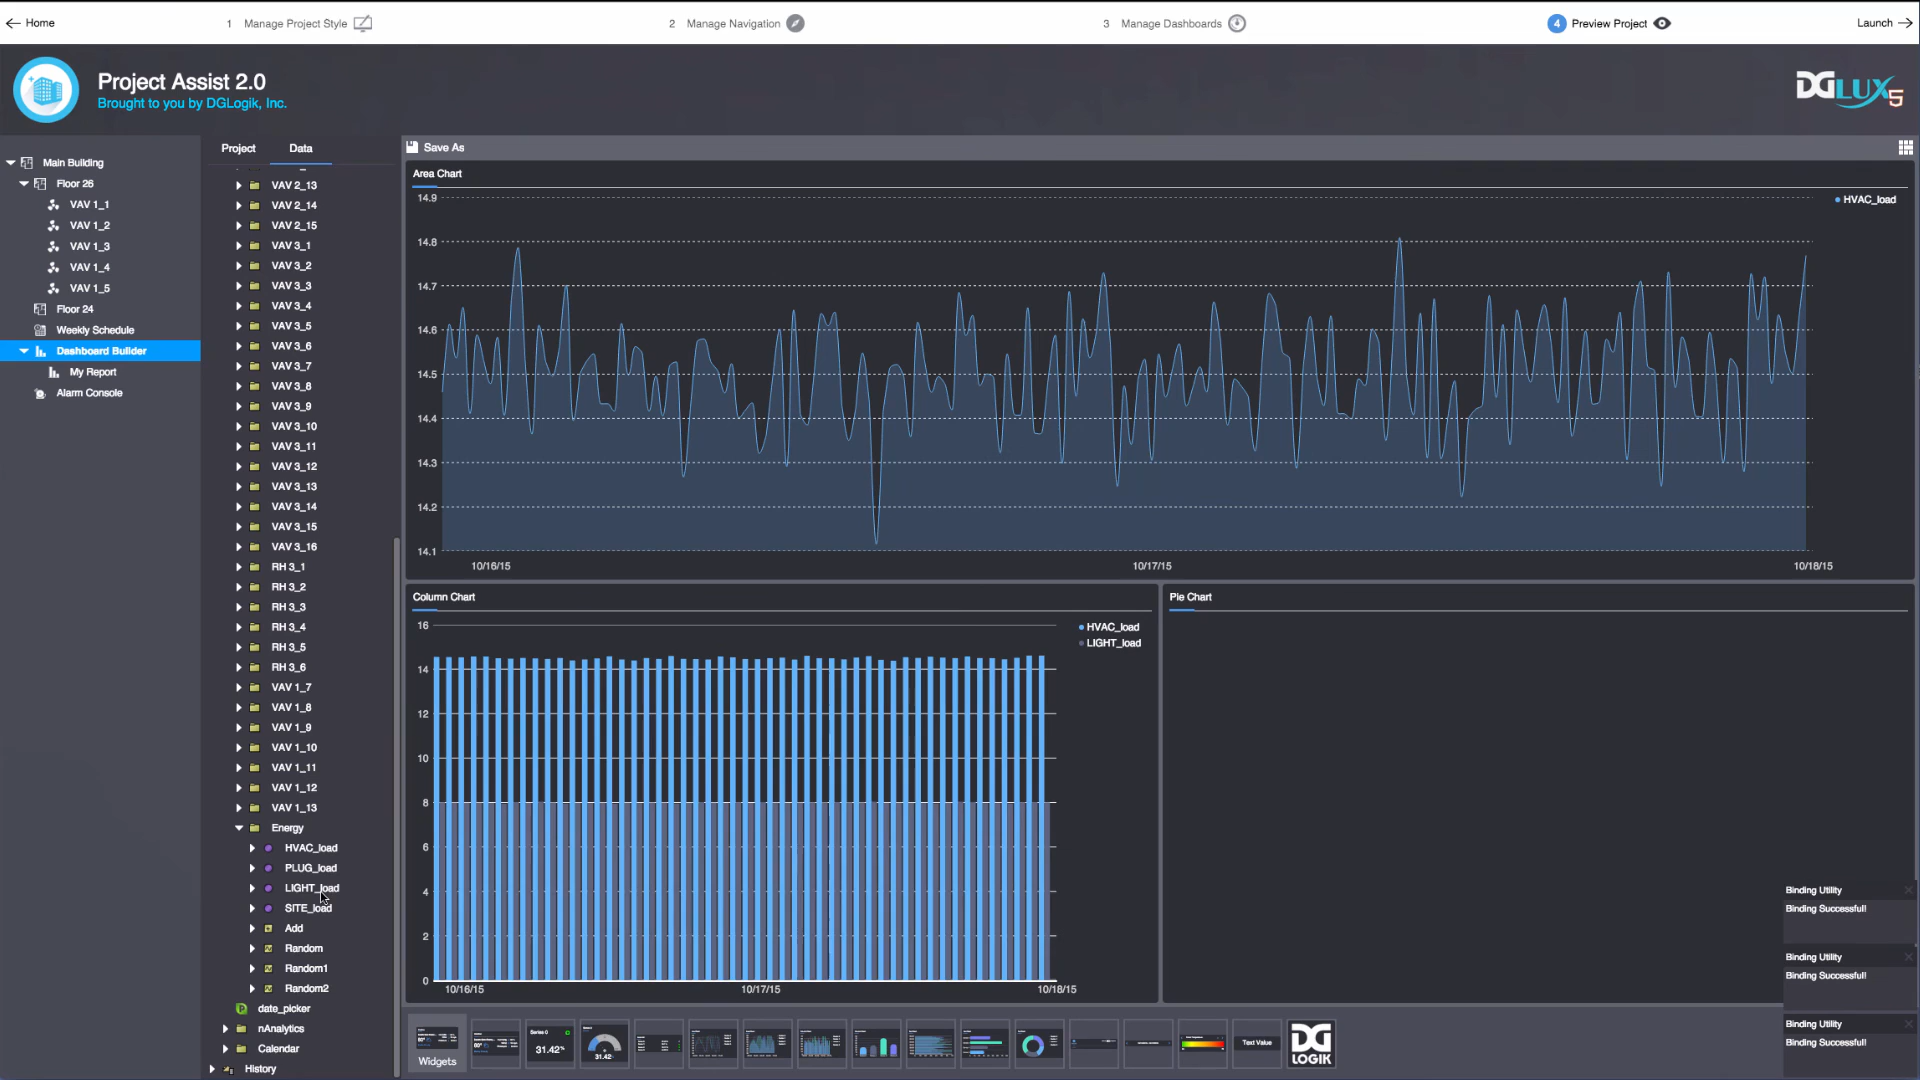 Home
1 Manage Project Style
2 Manage Navigation
3 Manage Dashboards
4 Preview Project
Launch
Project Assist 2.0
Brought to you by DGLogik, Inc.
DGLUX5
Main Building
Floor 26
VAV 1_1
VAV 1_2
VAV 1_3
VAV 1_4
VAV 1_5
Floor 24
Weekly Schedule
Dashboard Builder
My Report
Alarm Console
Project
Data
VAV 2_13
VAV 2_14
VAV 2_15
VAV 3_1
VAV 3_2
VAV 3_3
VAV 3_4
VAV 3_5
VAV 3_6
VAV 3_7
VAV 3_8
VAV 3_9
VAV 3_10
VAV 3_11
VAV 3_12
VAV 3_13
VAV 3_14
VAV 3_15
VAV 3_16
RH 3_1
RH 3_2
RH 3_3
RH 3_4
RH 3_5
RH 3_6
VAV 1_7
VAV 1_8
VAV 1_9
VAV 1_10
VAV 1_11
VAV 1_12
VAV 1_13
Energy
HVAC_load
PLUG_load
LIGHT_load
SITE_load
Add
Random
Random1
Random2
date_picker
nAnalytics
Calendar
History
Save As
Area Chart
14.9
14.8
14.7
14.6
14.5
14.4
14.3
14.2
14.1
10/16/15
10/17/15
10/18/15
HVAC_load
Column Chart
16
14
12
10
8
6
4
2
0
10/16/15
10/17/15
10/18/15
HVAC_load
LIGHT_load
Pie Chart
Binding Utility
Binding Successful!
Binding Utility
Binding Successful!
Binding Utility
Binding Successful!
Widgets
Series 0
31.42
31.42
Text Value
DG
LOGIK